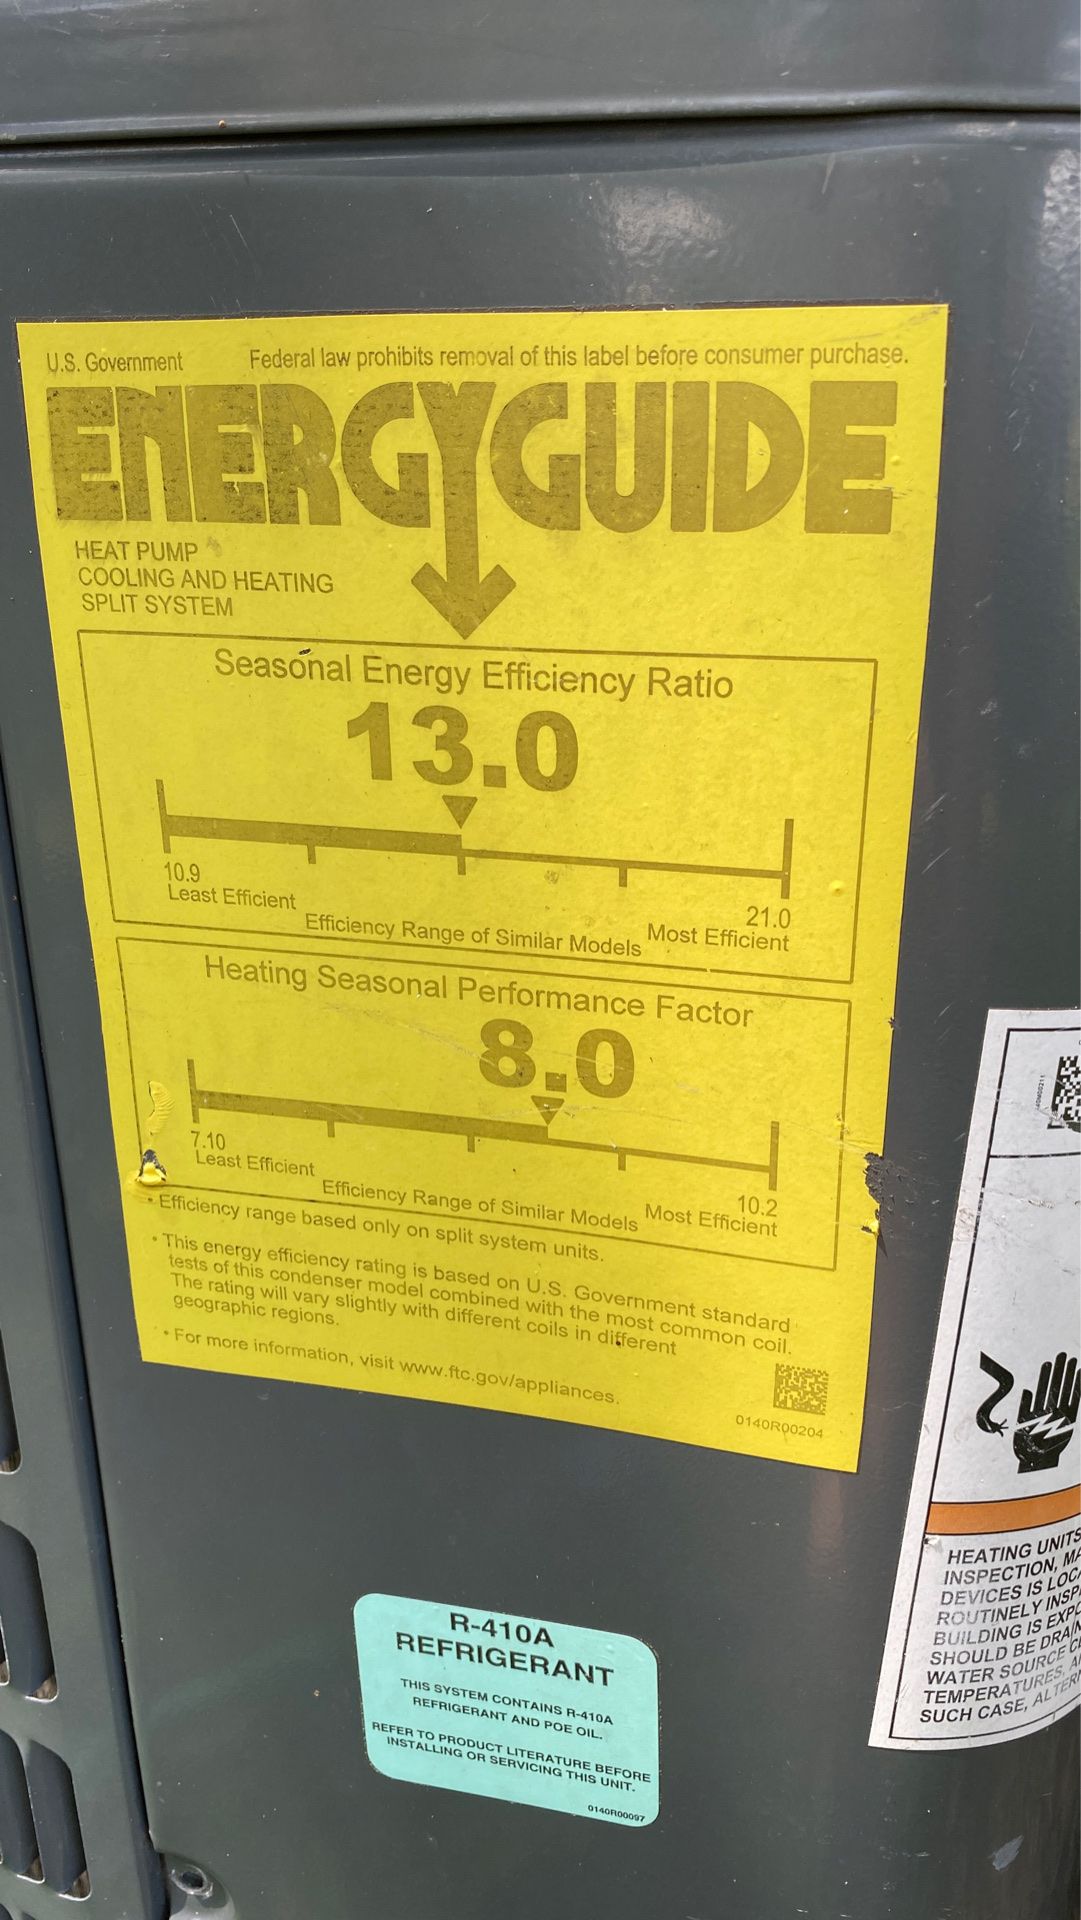 U.S. Government Federal law prohibits removal of this label before consumer purchase.
ENERGYGUIDE
HEAT PUMP
COOLING AND HEATING
SPLIT SYSTEM
Seasonal Energy Efficiency Ratio
13.0
10.9 21.0
Least Efficient Most Efficient
Efficiency Range of Similar Models
Heating Seasonal Performance Factor
8.0
7.10 10.2
Least Efficient Most Efficient
Efficiency Range of Similar Models
• Efficiency range based only on split system units.
• This energy efficiency rating is based on U.S. Government standard
tests of this condenser model combined with the most common coil.
The rating will vary slightly with different coils in different
geographic regions.
• For more information, visit www.ftc.gov/appliances.
0140R00204
R-410A
REFRIGERANT
THIS SYSTEM CONTAINS R-410A
REFRIGERANT AND POE OIL.
REFER TO PRODUCT LITERATURE BEFORE
INSTALLING OR SERVICING THIS UNIT.
0140R00097
HEATING UNITS
INSPECTION,
DEVICES IS
ROUTINELY
BUILDING IS
SHOULD BE
WATER SOURCE
TEMPERATURES,
SUCH CASE,